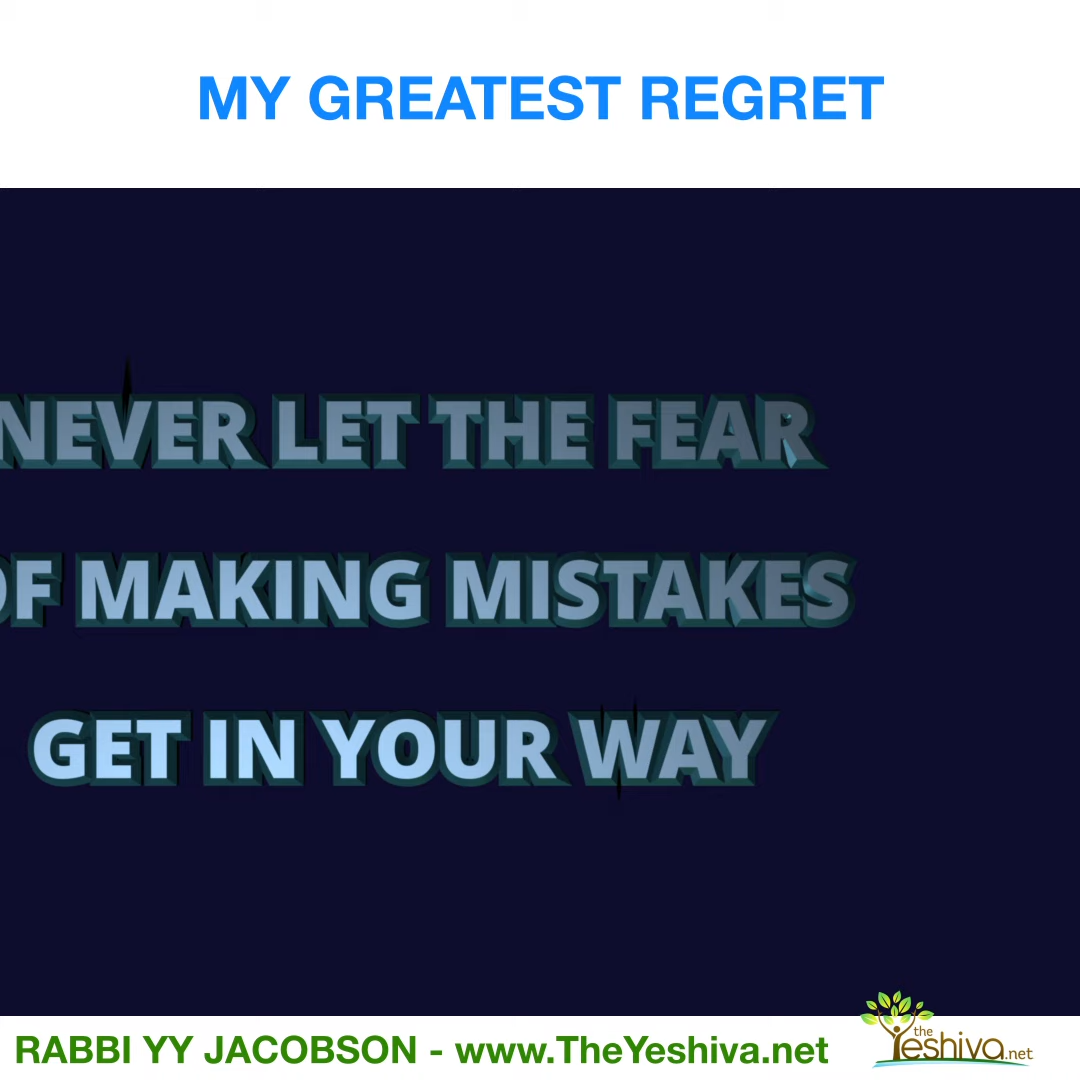 MY GREATEST REGRET
NEVER LET THE FEAR
OF MAKING MISTAKES
GET IN YOUR WAY
RABBI YY JACOBSON - www.TheYeshiva.net
the
Yeshiva.net